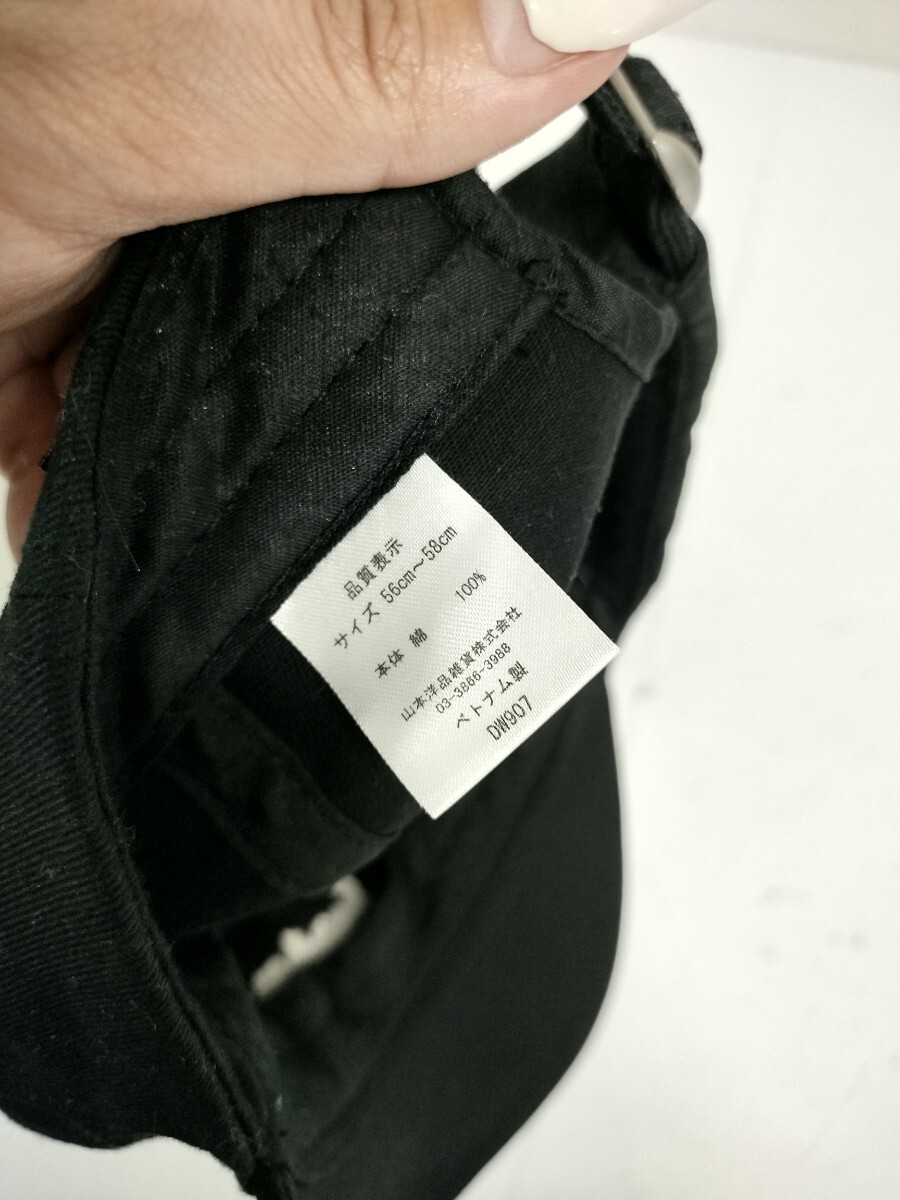 品質表示
サイズ 56cm～58cm
本体 綿 100%
山本洋品雑貨株式会社
03-3866-3988
ベトナム製
DW907